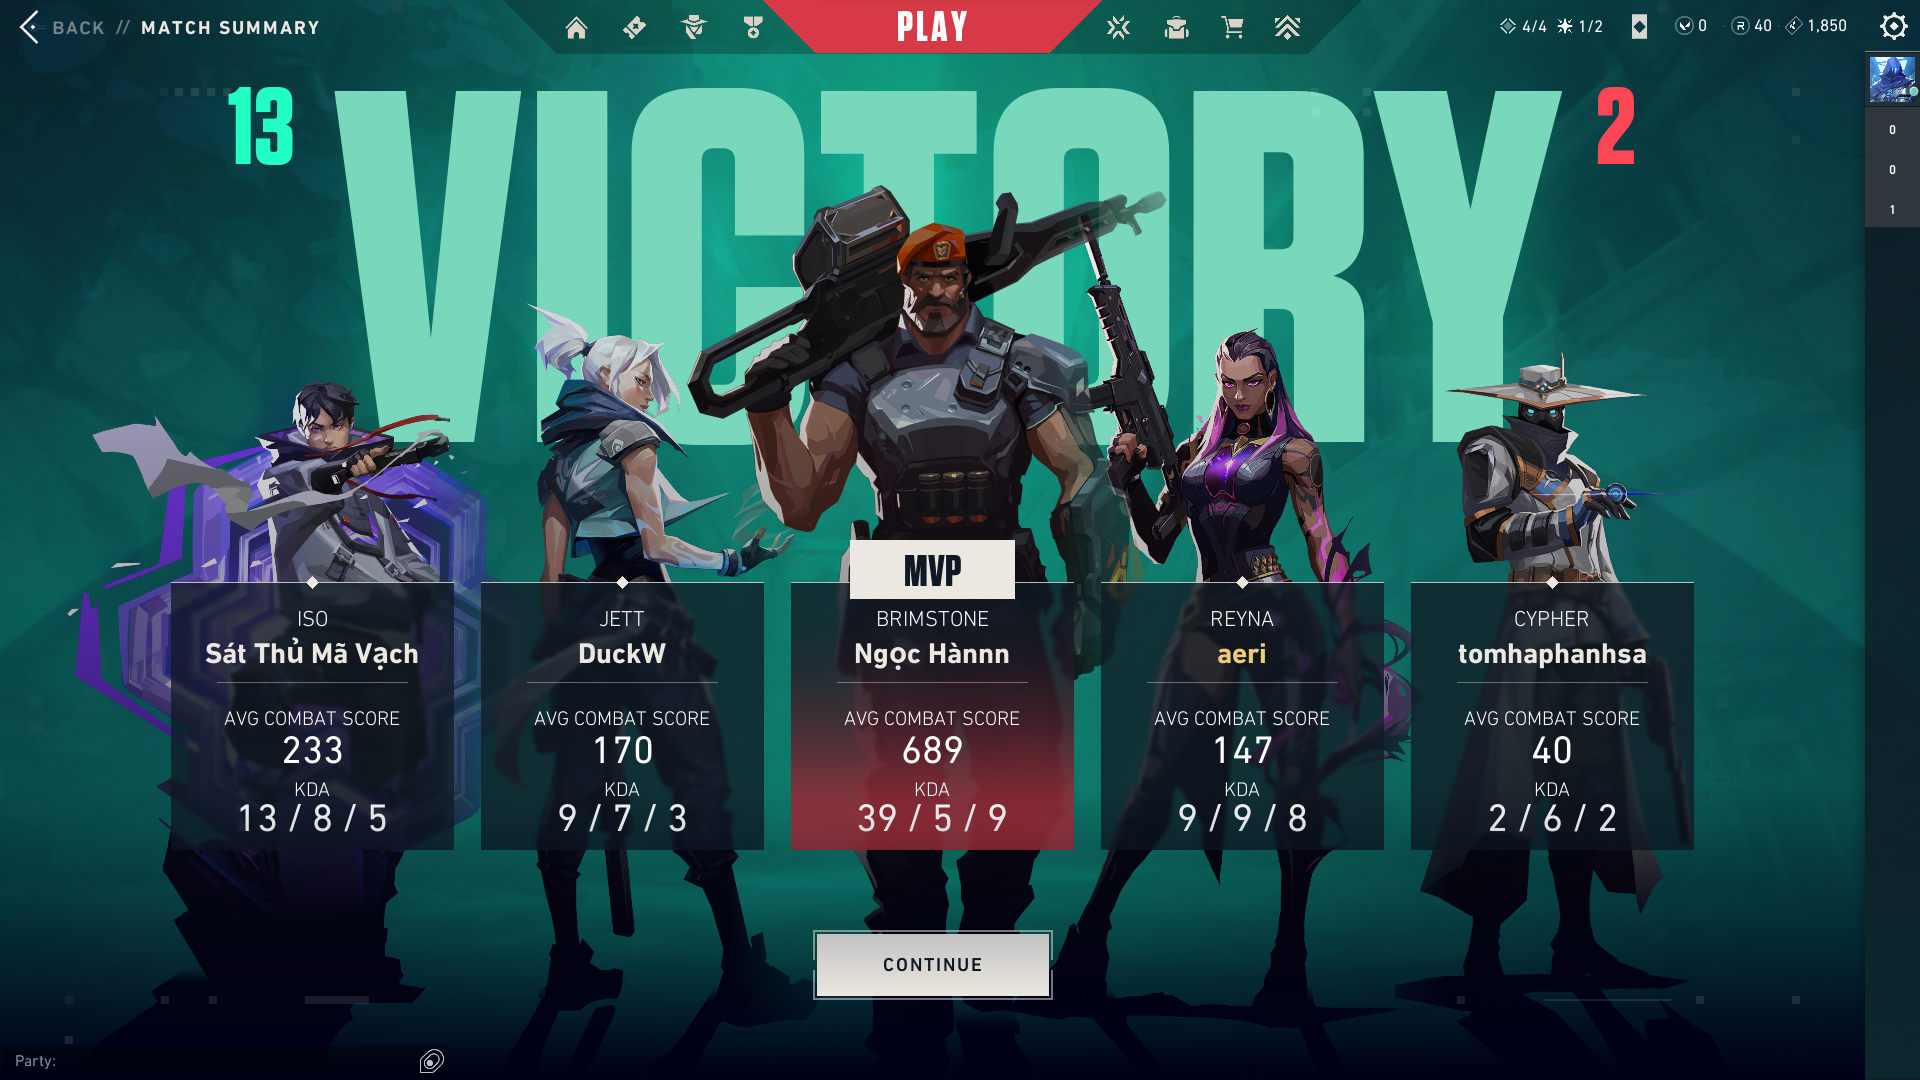 BACK // MATCH SUMMARY
PLAY
4/4 1/2 0 40 1,850
13 VICTORY 2
0
0
1
MVP
ISO
Sát Thủ Mã Vạch
AVG COMBAT SCORE
233
KDA
13 / 8 / 5
JETT
DuckW
AVG COMBAT SCORE
170
KDA
9 / 7 / 3
BRIMSTONE
Ngọc Hànnn
AVG COMBAT SCORE
689
KDA
39 / 5 / 9
REYNA
aeri
AVG COMBAT SCORE
147
KDA
9 / 9 / 8
CYPHER
tomhaphanhsa
AVG COMBAT SCORE
40
KDA
2 / 6 / 2
CONTINUE
Party: